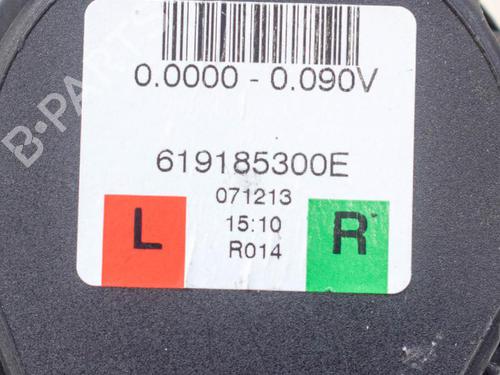 0.0000 - 0.090V
619185300E
071213
15:10
R014
L
R
B-PARTS